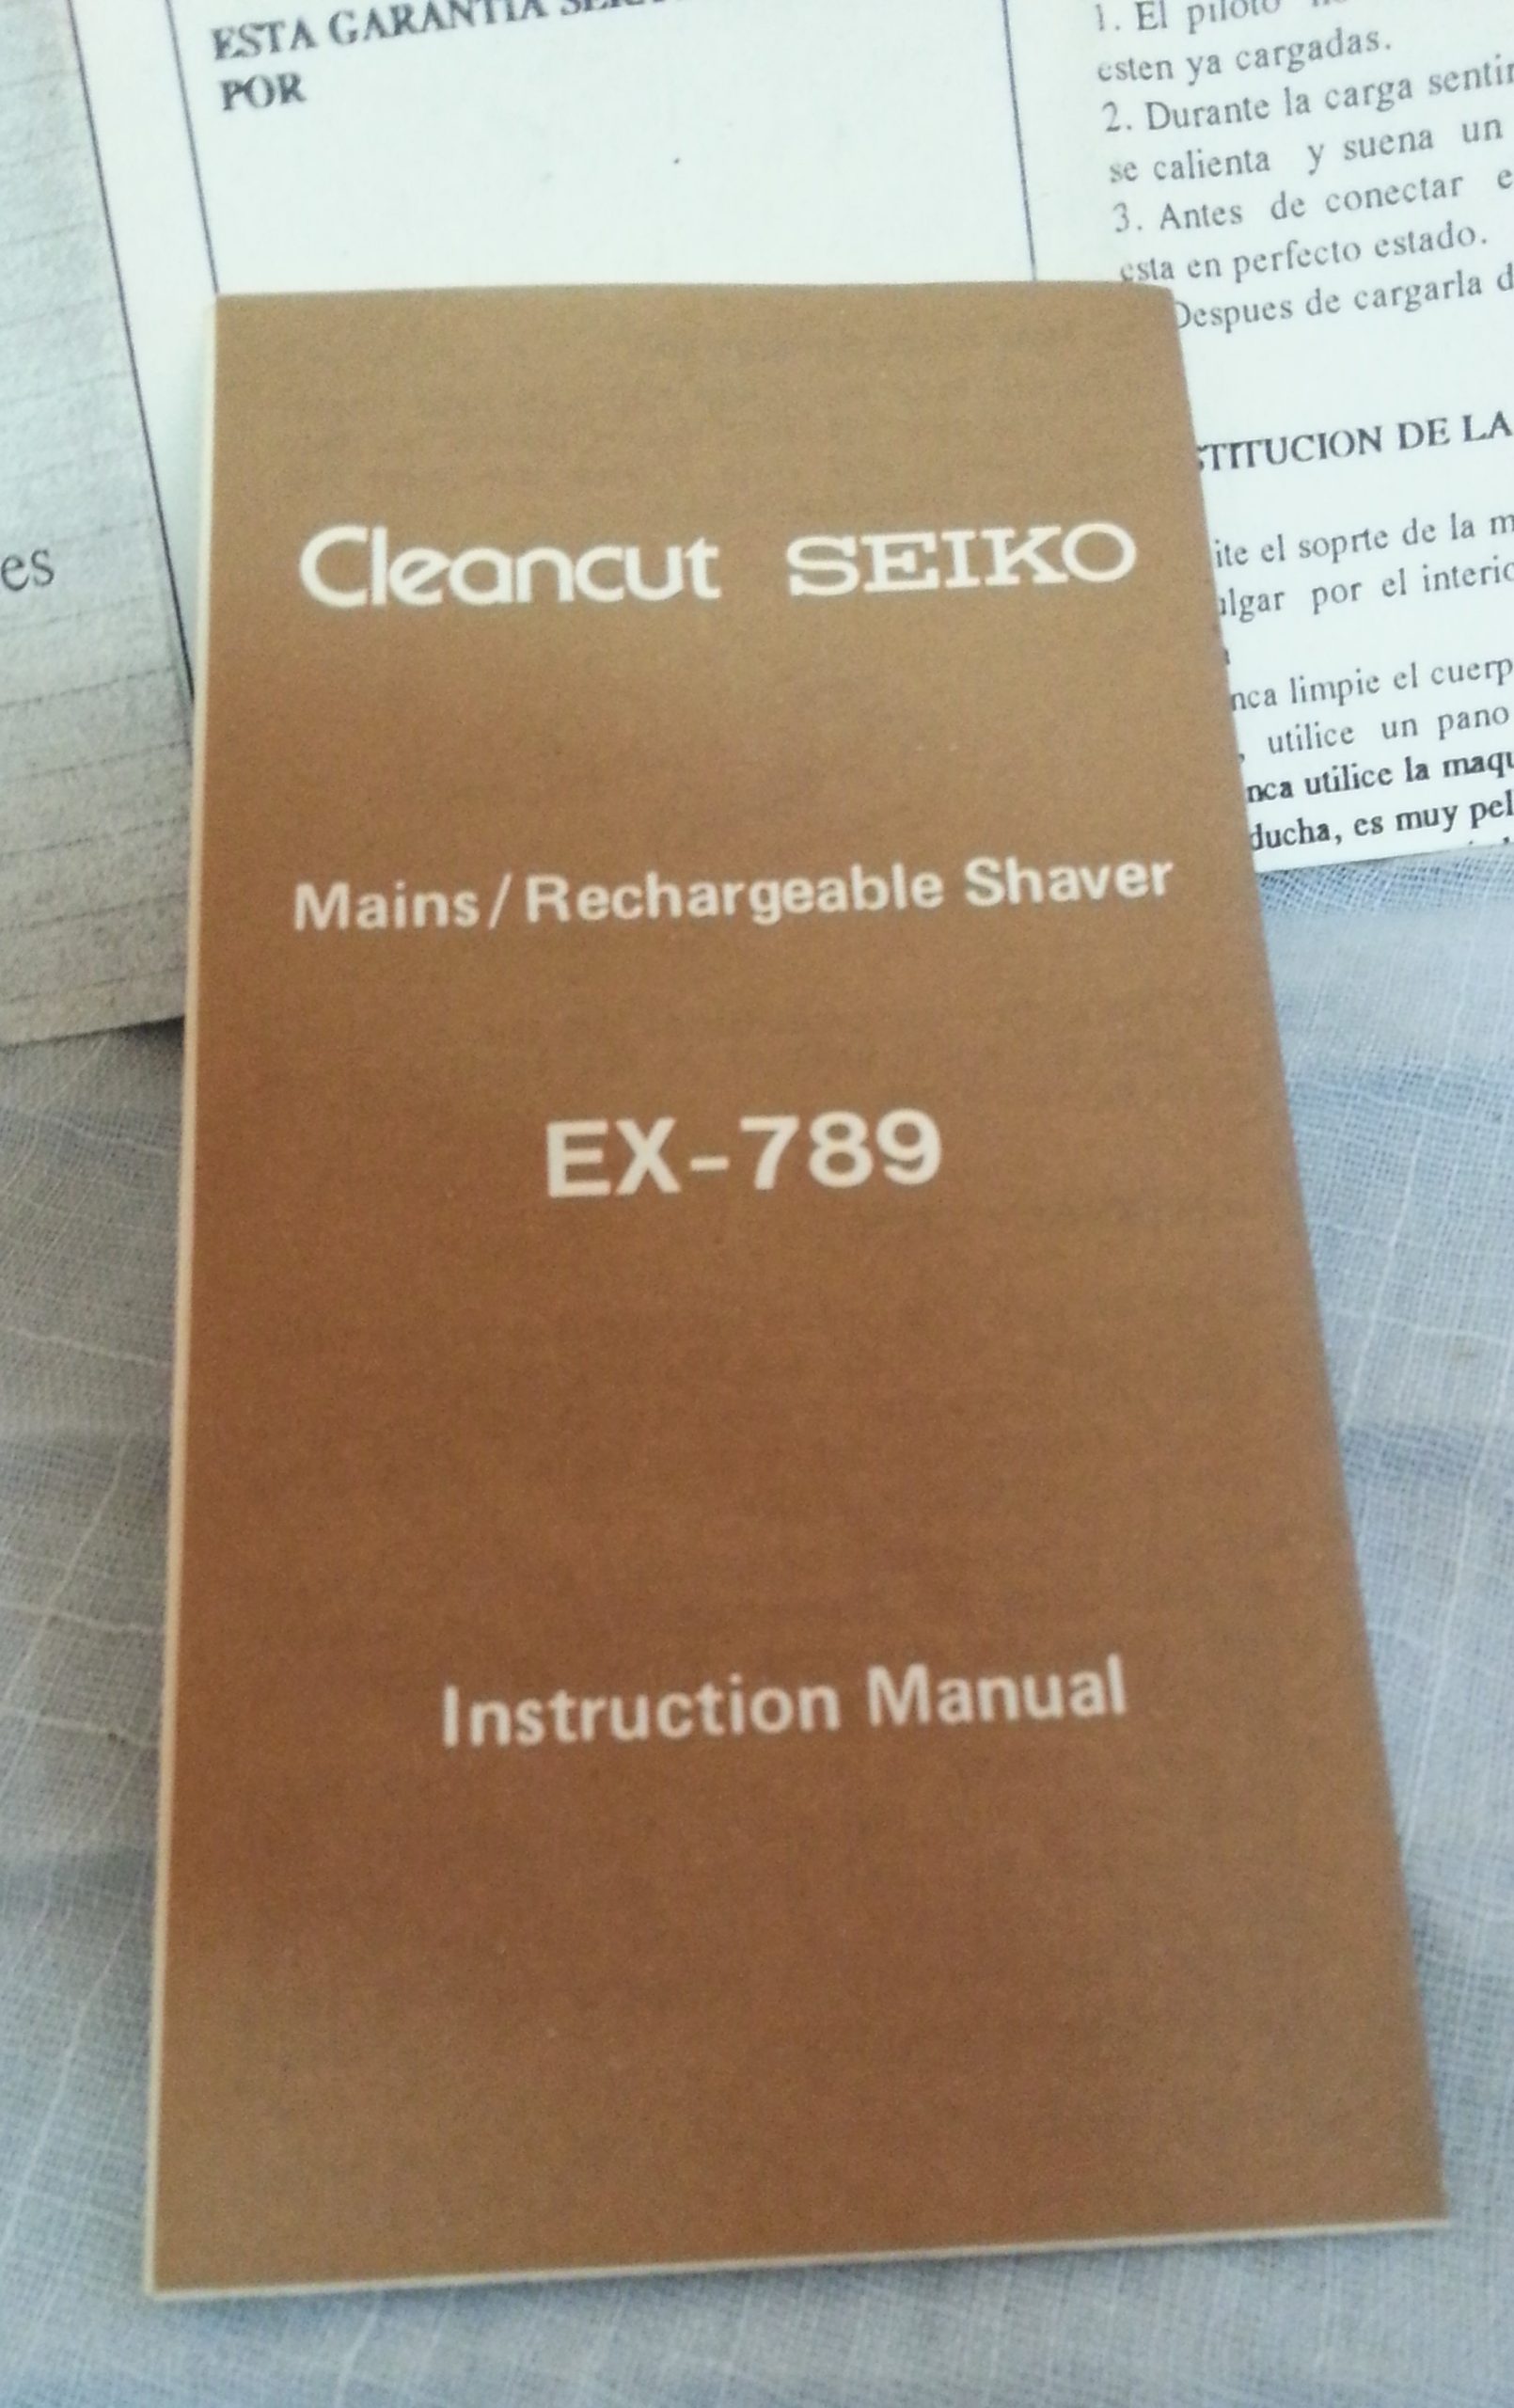 ESTA GARANTIA
POR
1. El piloto
esten ya cargadas.
2. Durante la carga
se calienta y suena un
3. Antes de conectar
esta en perfecto estado.
Despues de cargarla
DE LA
el soprte de la
por el
limpie el
utilice un pano
utilice la
ducha, es muy
es
Cleancut SEIKO
Mains/Rechargeable Shaver
EX-789
Instruction Manual